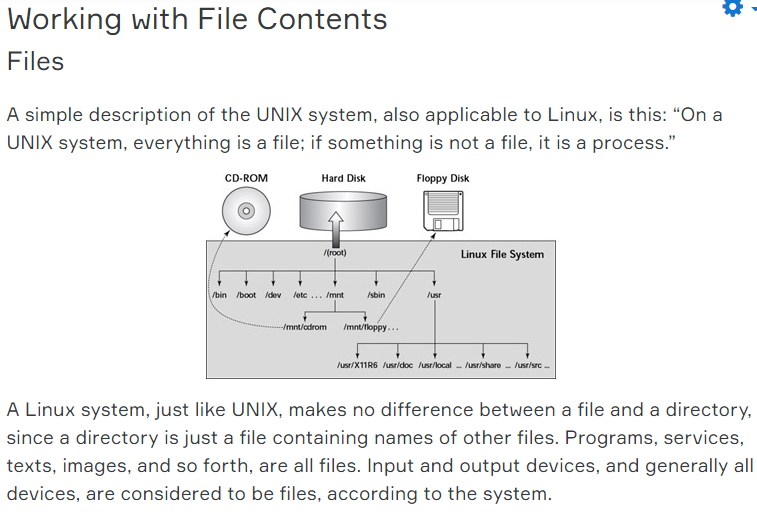 Working with File Contents
Files
A simple description of the UNIX system, also applicable to Linux, is this: “On a
UNIX system, everything is a file; if something is not a file, it is a process.”
CD-ROM Hard Disk Floppy Disk
/(root) Linux File System
/bin /boot /dev /etc ... /mnt /sbin /usr
/mnt/cdrom /mnt/floppy...
/usr/X11R6 /usr/doc /usr/local ... /usr/share ... /usr/src ...
A Linux system, just like UNIX, makes no difference between a file and a directory,
since a directory is just a file containing names of other files. Programs, services,
texts, images, and so forth, are all files. Input and output devices, and generally all
devices, are considered to be files, according to the system.